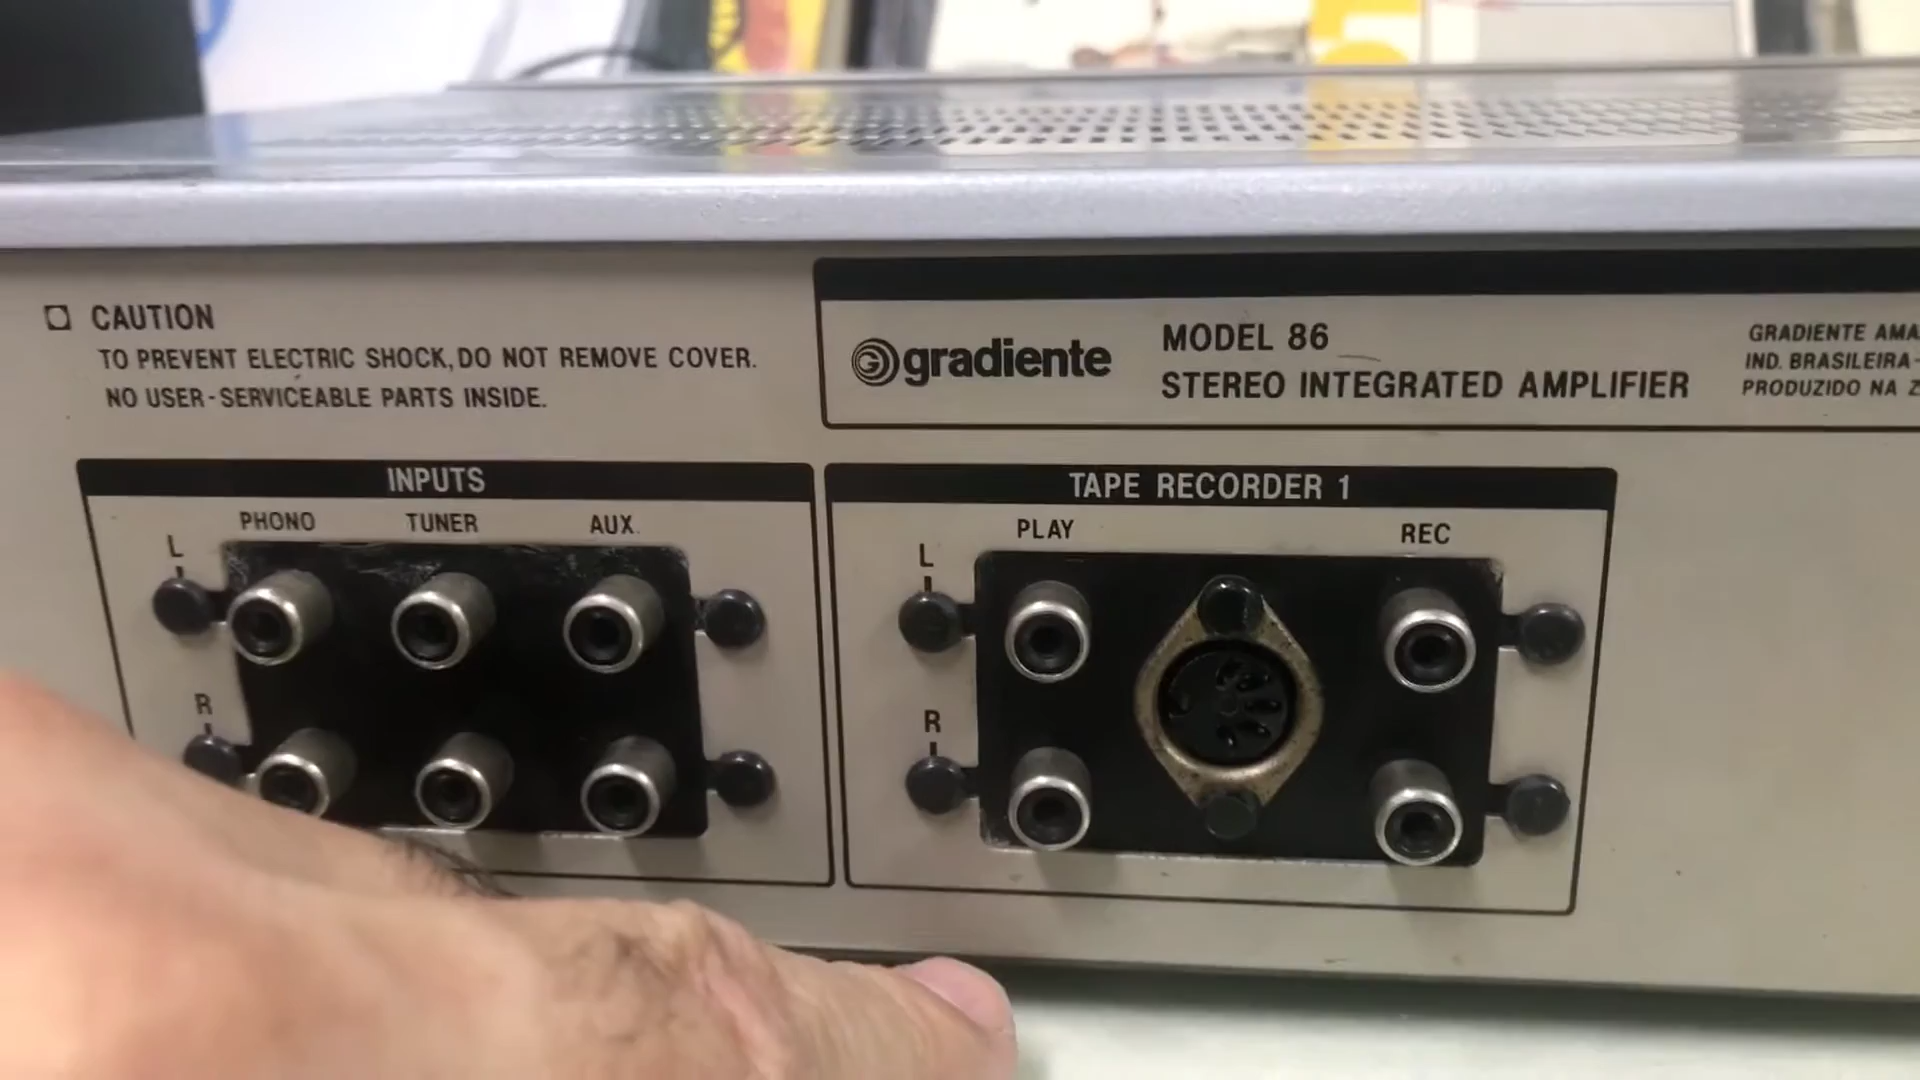 CAUTION
TO PREVENT ELECTRIC SHOCK, DO NOT REMOVE COVER.
NO USER-SERVICEABLE PARTS INSIDE.
G gradiente
MODEL 86
STEREO INTEGRATED AMPLIFIER
GRADIENTE AMA
IND. BRASILEIRA-
PRODUZIDO NA Z
INPUTS
PHONO TUNER AUX.
L
R
TAPE RECORDER 1
PLAY REC
L
R